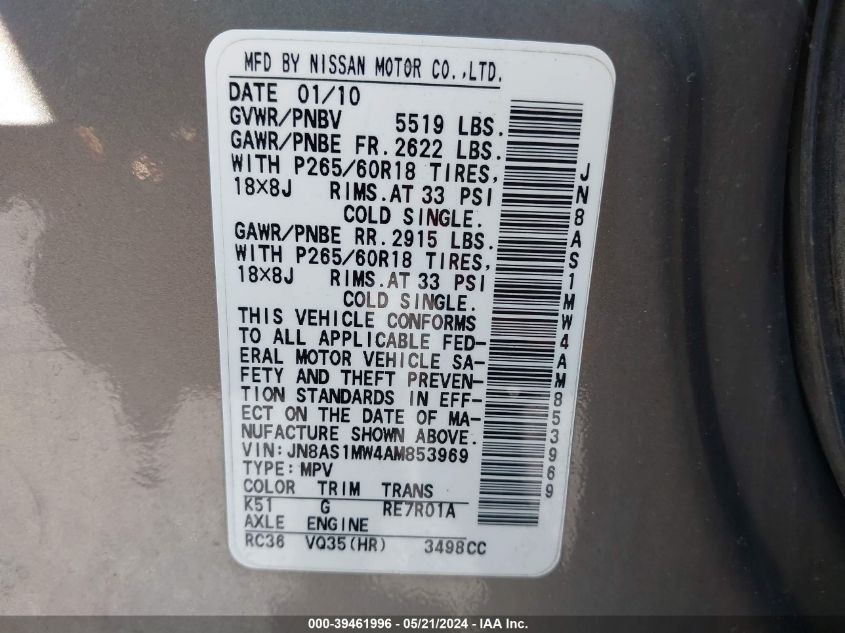 MFD BY NISSAN MOTOR CO.,LTD.
DATE 01/10
GVWR/PNBV 5519 LBS.
GAWR/PNBE FR. 2622 LBS.
WITH P265/60R18 TIRES,
18X8J RIMS. AT 33 PSI
COLD SINGLE.
GAWR/PNBE RR. 2915 LBS.
WITH P265/60R18 TIRES,
18X8J RIMS. AT 33 PSI
COLD SINGLE.
THIS VEHICLE CONFORMS
TO ALL APPLICABLE FED-
ERAL MOTOR VEHICLE SA-
FETY AND THEFT PREVEN-
TION STANDARDS IN EFF-
ECT ON THE DATE OF MA-
NUFACTURE SHOWN ABOVE.
VIN:JN8AS1MW4AM853969
TYPE:MPV
COLOR TRIM TRANS
K51 G RE7R01A
AXLE ENGINE
RC36 VQ35(HR) 3498CC
JN8AS1MW4AM853969
000-39461996 / 05/21/2024 / IAA Inc.